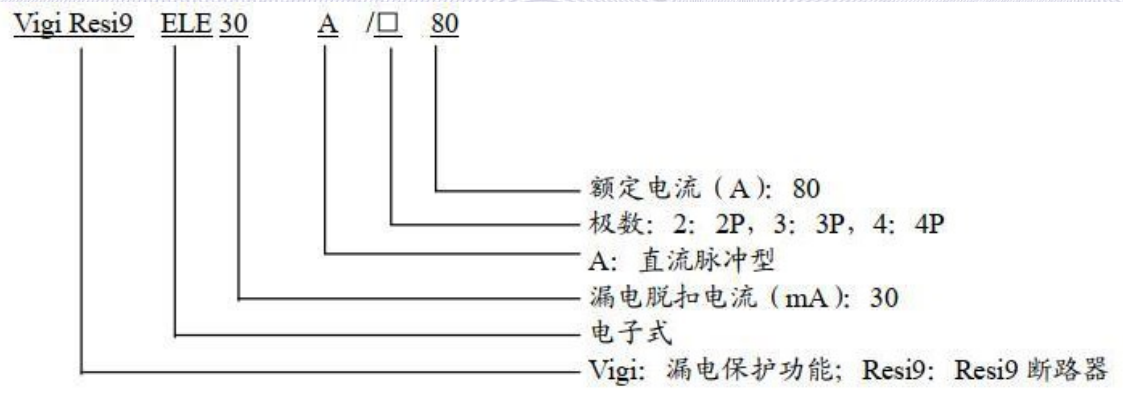 Vigi Resi9 ELE 30 A /□ 80
额定电流（A）：80
极数：2：2P，3：3P，4：4P
A：直流脉冲型
漏电脱扣电流（mA）：30
电子式
Vigi：漏电保护功能；Resi9：Resi9 断路器